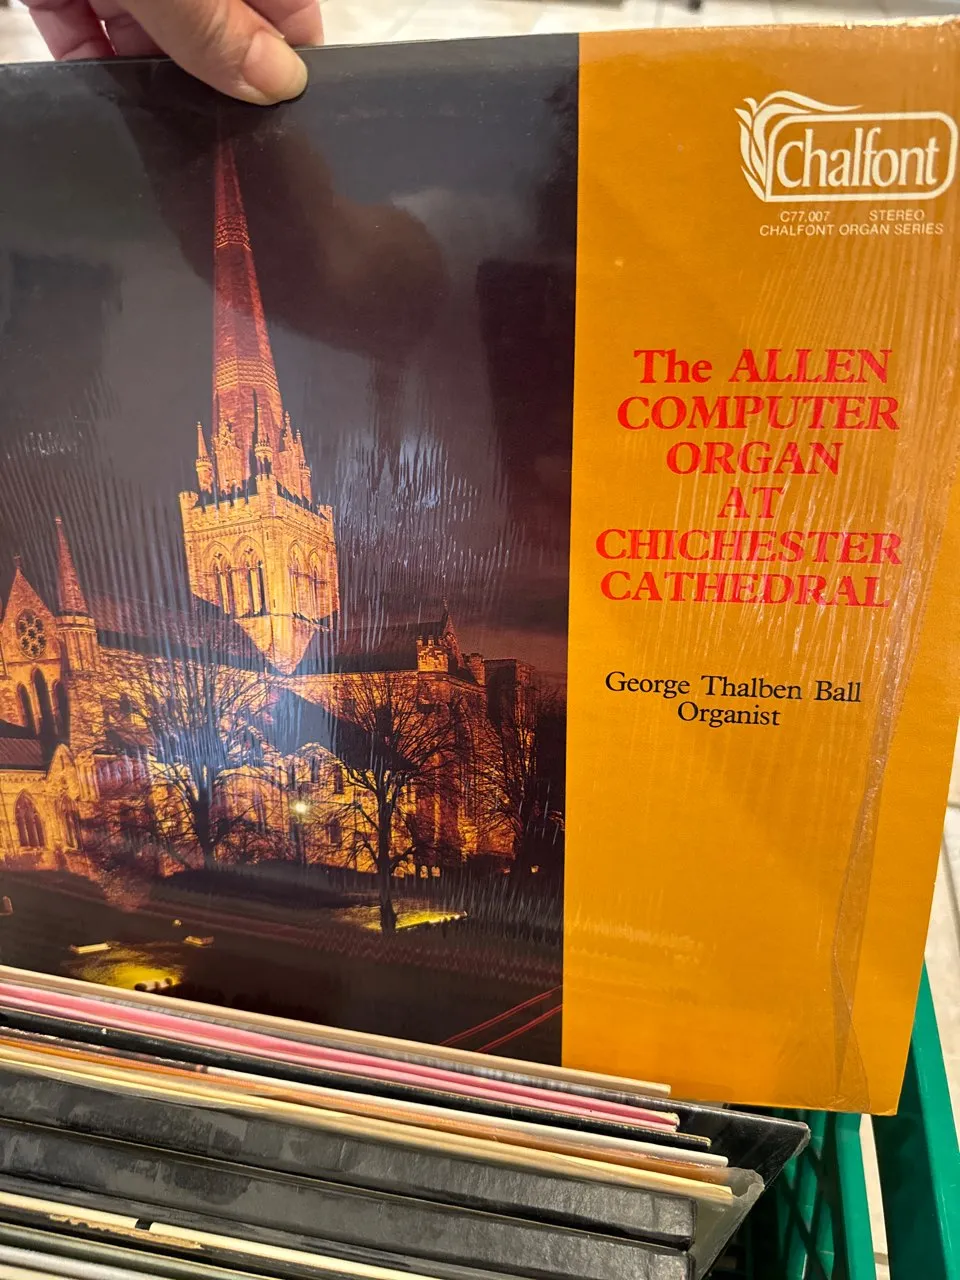 Chalfont
C77.007 STEREO
CHALFONT ORGAN SERIES
The ALLEN
COMPUTER
ORGAN
AT
CHICHESTER
CATHEDRAL
George Thalben Ball
Organist